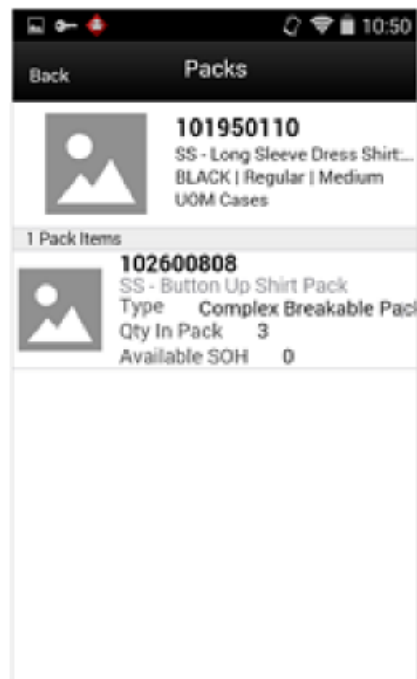 10:50
Back
Packs
101950110
SS - Long Sleeve Dress Shirt:...
BLACK | Regular | Medium
UOM Cases
1 Pack Items
102600808
SS - Button Up Shirt Pack
Type Complex Breakable Pack
Qty In Pack 3
Available SOH 0